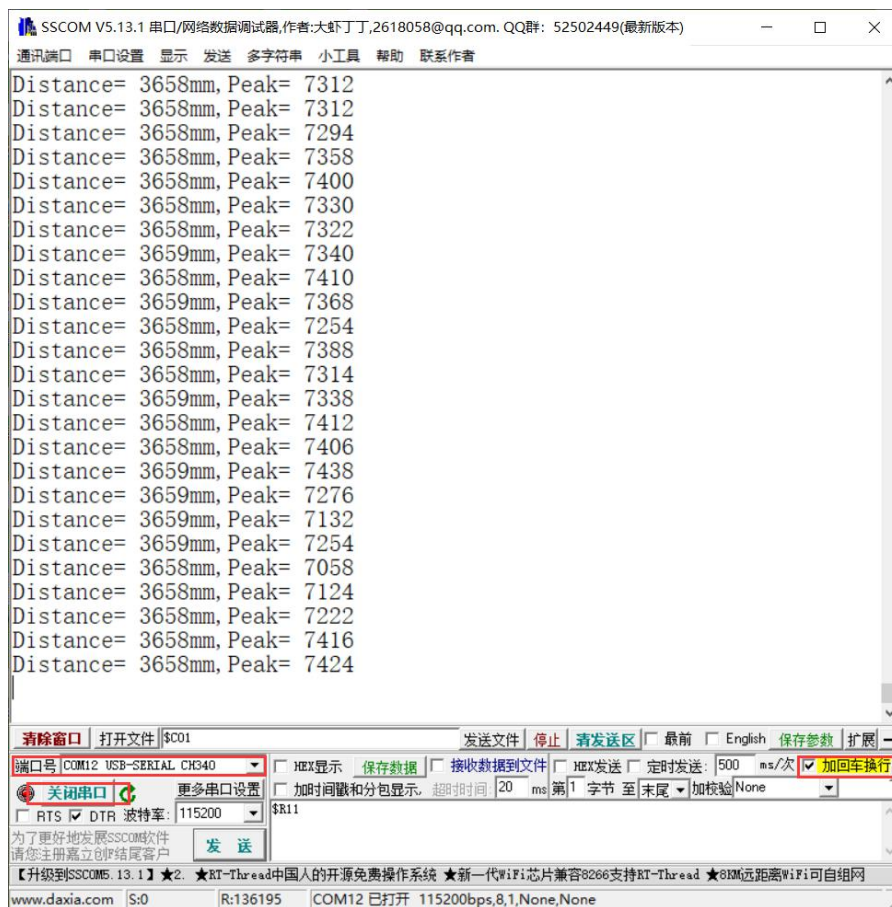 SSCOM V5.13.1 串口/网络数据调试器,作者:大虾丁丁,2618058@qq.com. QQ群: 52502449(最新版本)
通讯端口 串口设置 显示 发送 多字符串 小工具 帮助 联系作者
Distance= 3658mm,Peak= 7312
Distance= 3658mm,Peak= 7312
Distance= 3658mm,Peak= 7294
Distance= 3658mm,Peak= 7358
Distance= 3658mm,Peak= 7400
Distance= 3658mm,Peak= 7330
Distance= 3658mm,Peak= 7322
Distance= 3659mm,Peak= 7340
Distance= 3658mm,Peak= 7410
Distance= 3659mm,Peak= 7368
Distance= 3658mm,Peak= 7254
Distance= 3658mm,Peak= 7388
Distance= 3658mm,Peak= 7314
Distance= 3659mm,Peak= 7338
Distance= 3658mm,Peak= 7412
Distance= 3658mm,Peak= 7406
Distance= 3659mm,Peak= 7438
Distance= 3659mm,Peak= 7276
Distance= 3659mm,Peak= 7132
Distance= 3659mm,Peak= 7254
Distance= 3658mm,Peak= 7058
Distance= 3658mm,Peak= 7124
Distance= 3658mm,Peak= 7222
Distance= 3658mm,Peak= 7416
Distance= 3658mm,Peak= 7424
清除窗口 打开文件 $C01 发送文件 停止 清发送区 最前 English 保存参数 扩展
端口号 COM12 USB-SERIAL CH340 HEX显示 保存数据 接收数据到文件 HEX发送 定时发送: 500 ms/次 加回车换行
关闭串口 更多串口设置 加时间戳和分包显示, 超时时间: 20 ms 第1 字节 至 末尾 加校验 None
RTS DTR 波特率: 115200 $R11
为了更好地发展SSCOM软件
请您注册嘉立创F结尾客户
发 送
【升级到SSCOM5.13.1】★2. ★RT-Thread中国人的开源免费操作系统 ★新一代WiFi芯片兼容8266支持RT-Thread ★8KM远距离WiFi可自组网
www.daxia.com S:0 R:136195 COM12 已打开 115200bps,8,1,None,None